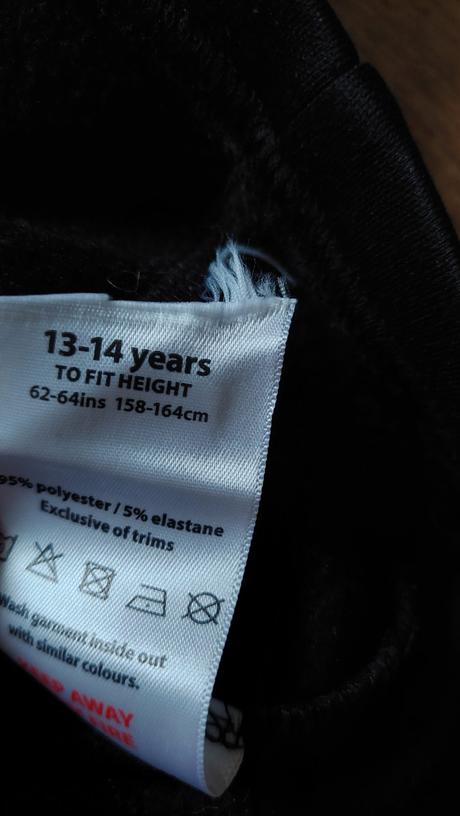 13-14 years
TO FIT HEIGHT
62-64ins 158-164cm
95% polyester / 5% elastane
Exclusive of trims
Wash garment inside out
with similar colours.
KEEP AWAY
FIRE